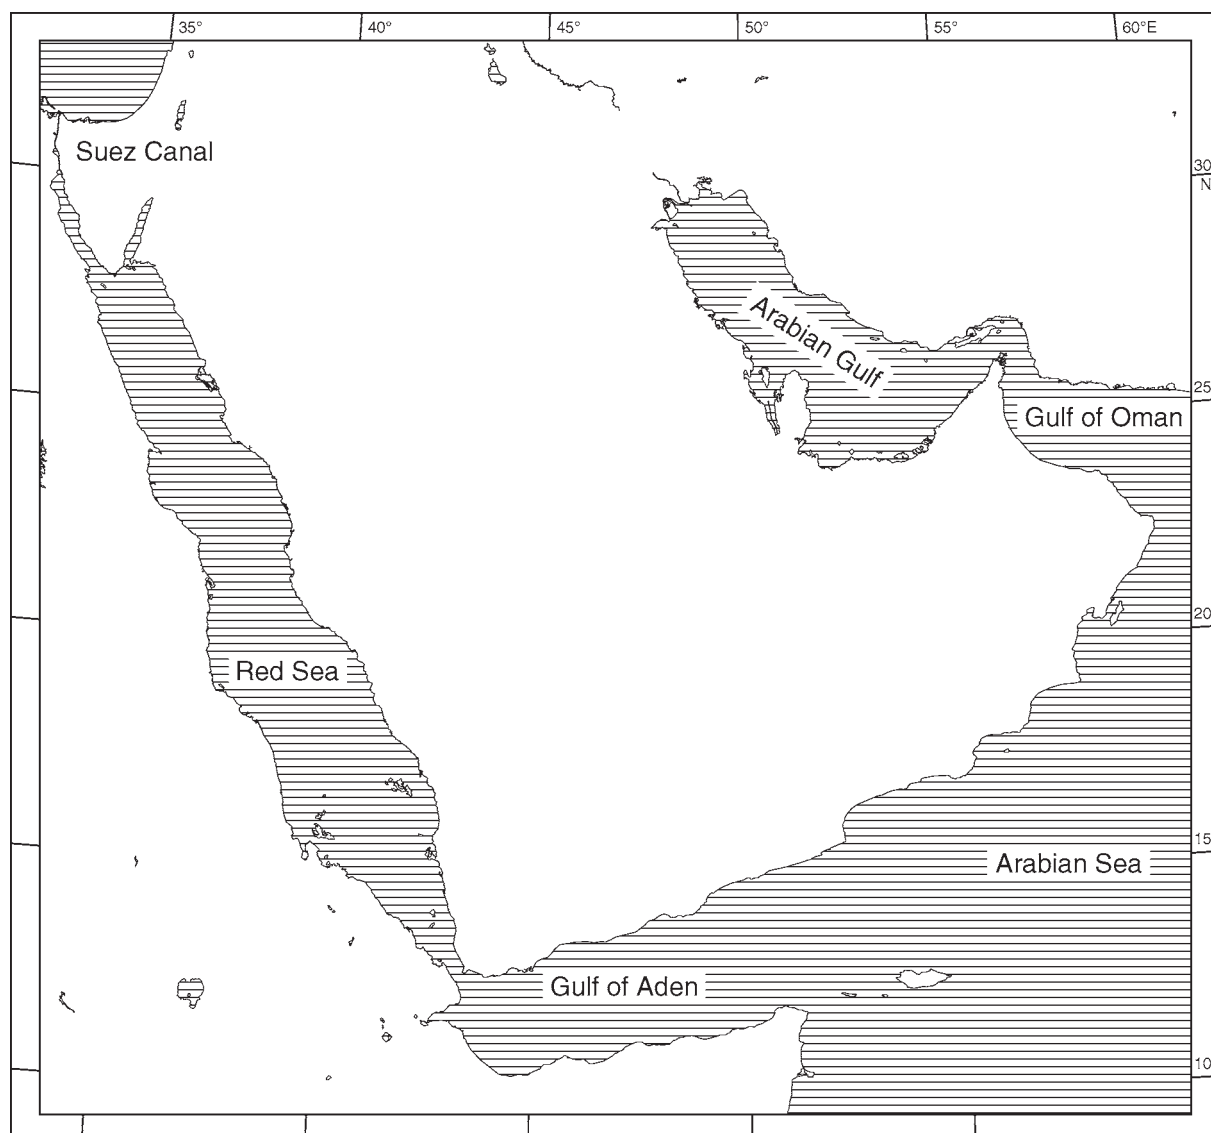 35° 40° 45° 50° 55° 60°E
Suez Canal
30
N
Arabian Gulf
25
Gulf of Oman
20
Red Sea
15
Arabian Sea
Gulf of Aden
10